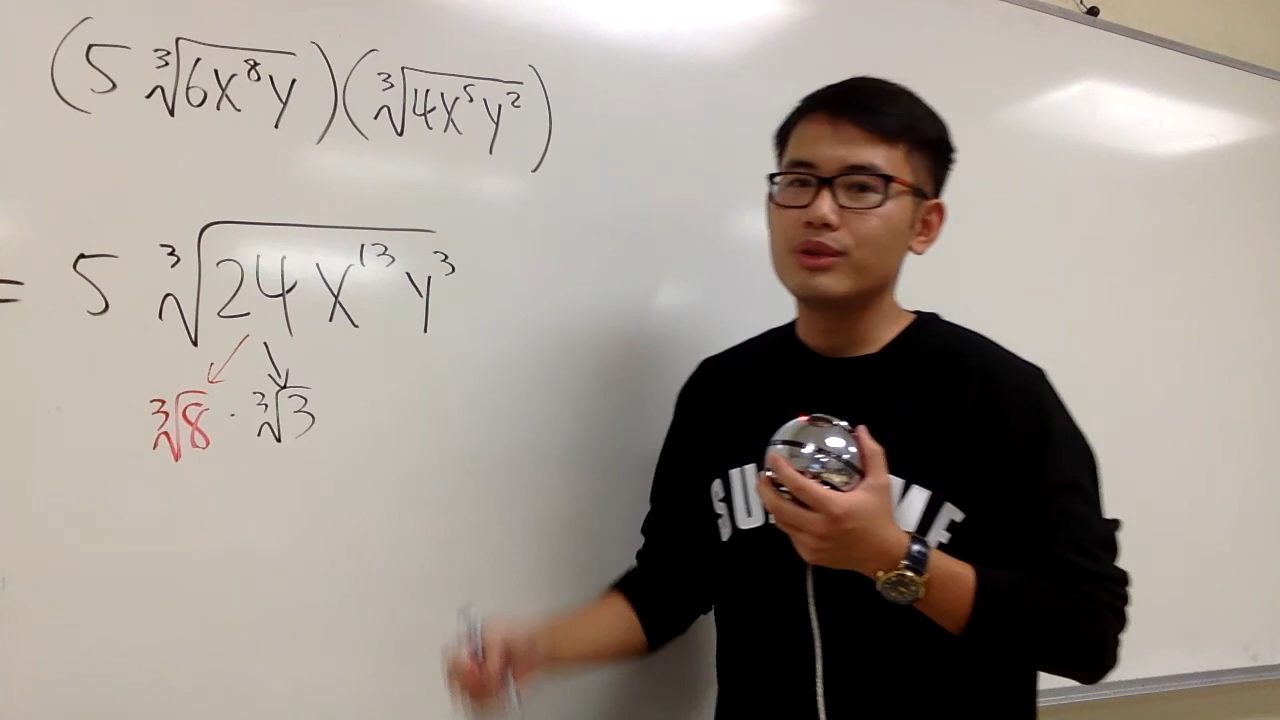 (5 ∛(6x⁸y))(∛(4x⁵y²))
= 5 ∛(24x¹³y³)
∛8 · ∛3